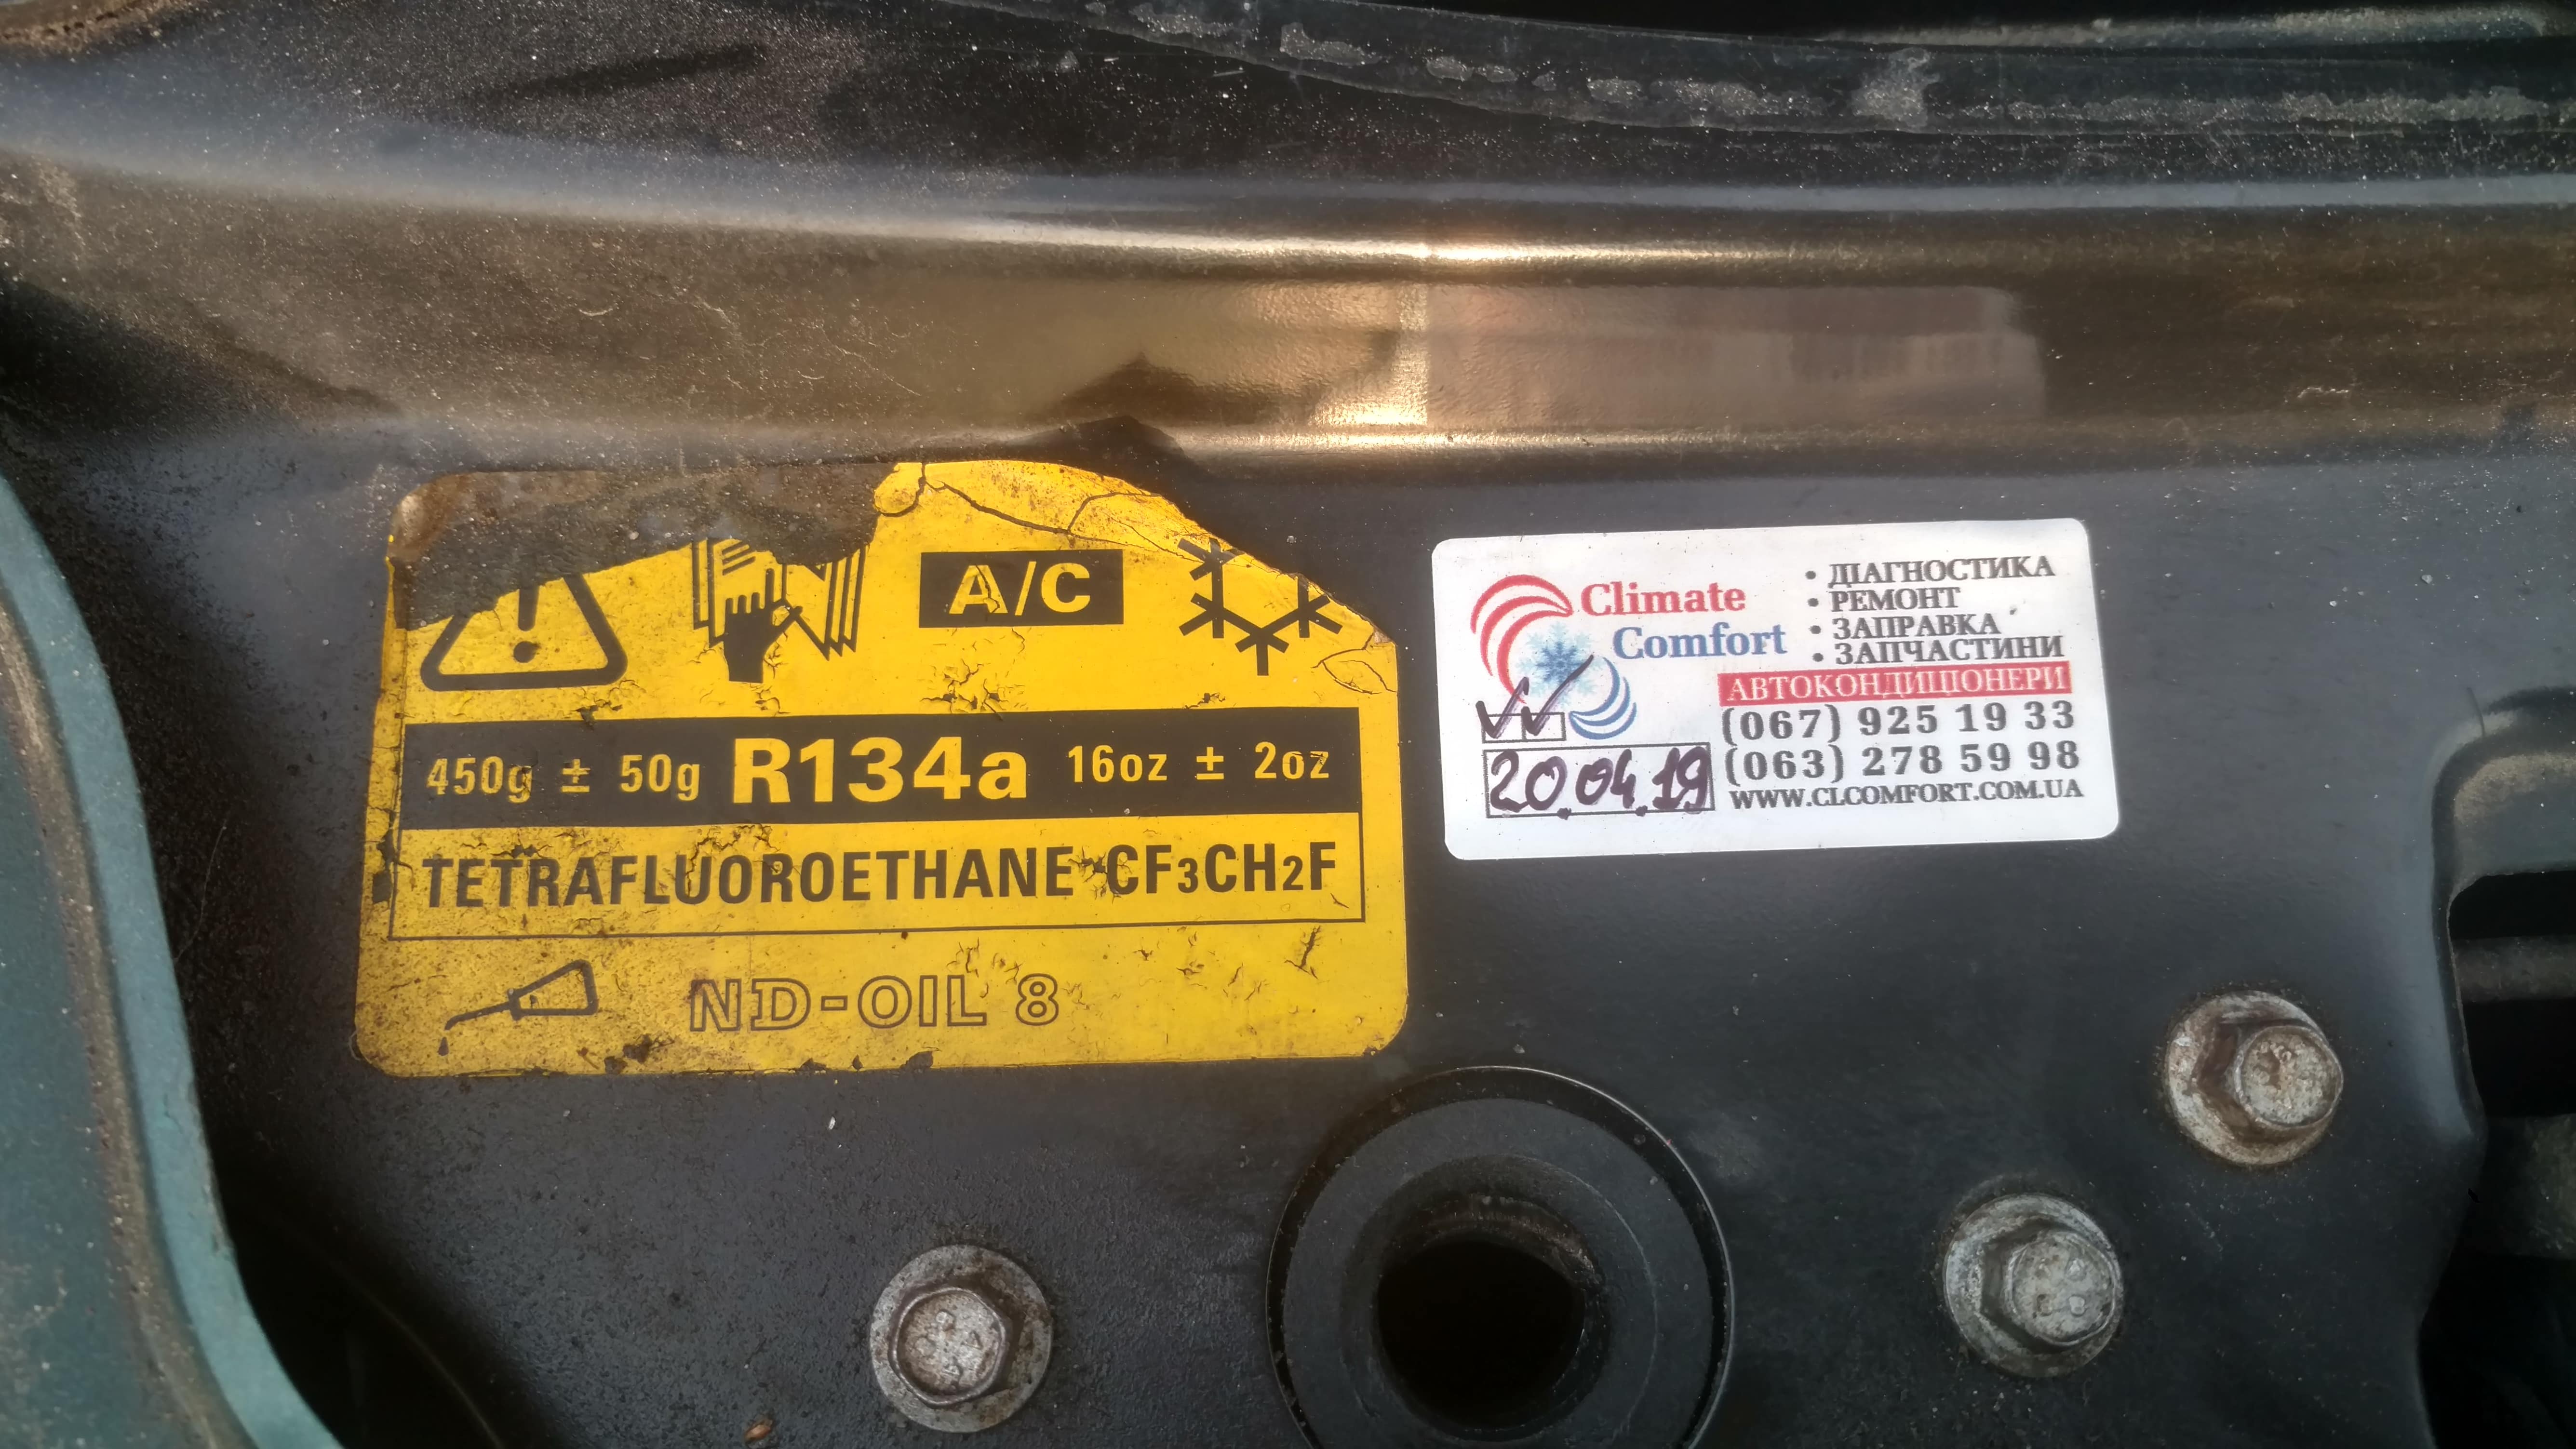 A/C
450g ± 50g R134a 16oz ± 2oz
TETRAFLUOROETHANE CF3CH2F
ND-OIL 8
Climate
Comfort
• ДІАГНОСТИКА
• РЕМОНТ
• ЗАПРАВКА
• ЗАПЧАСТИНИ
АВТОКОНДИЦІОНЕРИ
(067) 925 19 33
(063) 278 59 98
WWW.CLCOMFORT.COM.UA
20.04.19